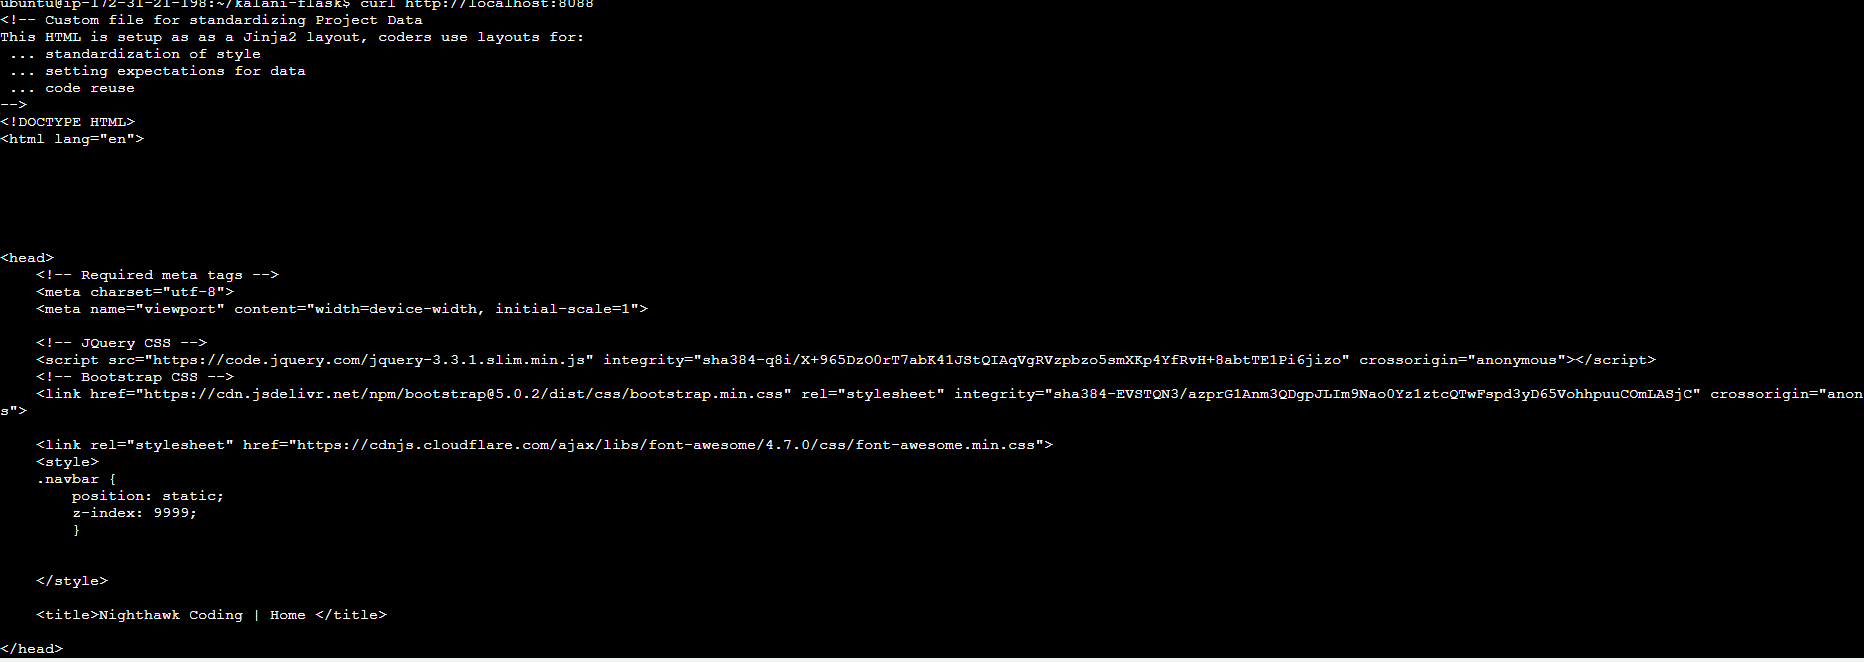 ubuntu@ip-172-31-21-198:~/kalani-flask$ curl http://localhost:8088
<!-- Custom file for standardizing Project Data
This HTML is setup as as a Jinja2 layout, coders use layouts for:
 ... standardization of style
 ... setting expectations for data
 ... code reuse
-->
<!DOCTYPE HTML>
<html lang="en">
<head>
    <!-- Required meta tags -->
    <meta charset="utf-8">
    <meta name="viewport" content="width=device-width, initial-scale=1">
    <!-- JQuery CSS -->
    <script src="https://code.jquery.com/jquery-3.3.1.slim.min.js" integrity="sha384-q8i/X+965DzO0rT7abK41JStQIAqVgRVzpbzo5smXKp4YfRvH+8abtTE1Pi6jizo" crossorigin="anonymous"></script>
    <!-- Bootstrap CSS -->
    <link href="https://cdn.jsdelivr.net/npm/bootstrap@5.0.2/dist/css/bootstrap.min.css" rel="stylesheet" integrity="sha384-EVSTQN3/azprG1Anm3QDgpJLIm9Nao0Yz1ztcQTwFspd3yD65VohhpuuCOmLASjC" crossorigin="anon
s">
    <link rel="stylesheet" href="https://cdnjs.cloudflare.com/ajax/libs/font-awesome/4.7.0/css/font-awesome.min.css">
    <style>
    .navbar {
        position: static;
        z-index: 9999;
        }
    </style>
    <title>Nighthawk Coding | Home </title>
</head>